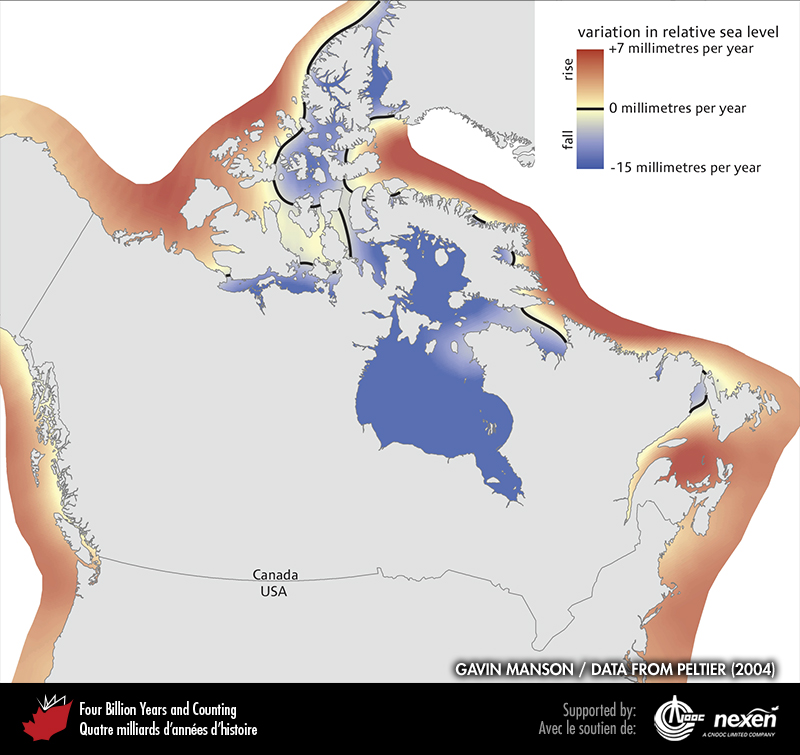 variation in relative sea level
+7 millimetres per year
rise
0 millimetres per year
fall
-15 millimetres per year
Canada
USA
GAVIN MANSON / DATA FROM PELTIER (2004)
Four Billion Years and Counting
Quatre milliards d'années d'histoire
Supported by:
Avec le soutien de:
CNOOC
nexen
A CNOOC LIMITED COMPANY